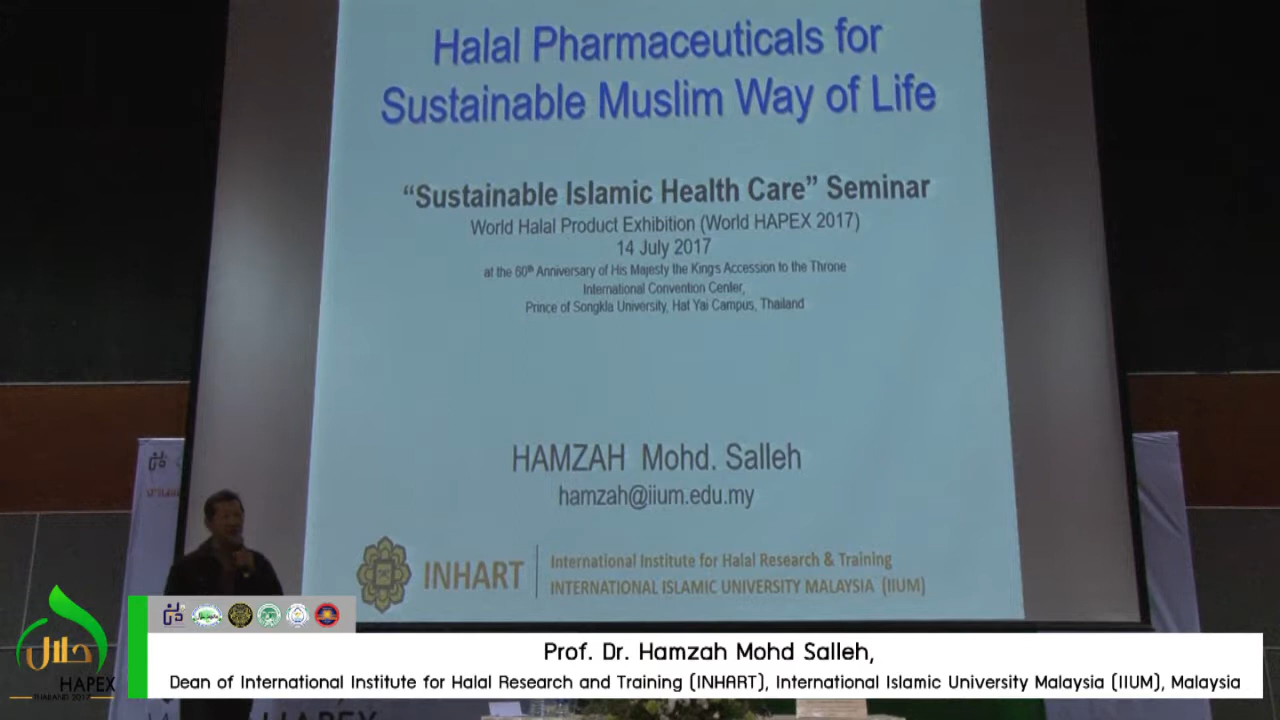 Halal Pharmaceuticals for
Sustainable Muslim Way of Life
“Sustainable Islamic Health Care” Seminar
World Halal Product Exhibition (World HAPEX 2017)
14 July 2017
at the 60th Anniversary of His Majesty the King's Accession to the Throne
International Convention Center,
Prince of Songkla University, Hat Yai Campus, Thailand
HAMZAH Mohd. Salleh
hamzah@iium.edu.my
INHART
International Institute for Halal Research & Training
INTERNATIONAL ISLAMIC UNIVERSITY MALAYSIA (IIUM)
حلال
HAPEX
THAILAND 2017
Prof. Dr. Hamzah Mohd Salleh,
Dean of International Institute for Halal Research and Training (INHART), International Islamic University Malaysia (IIUM), Malaysia
HAPEX